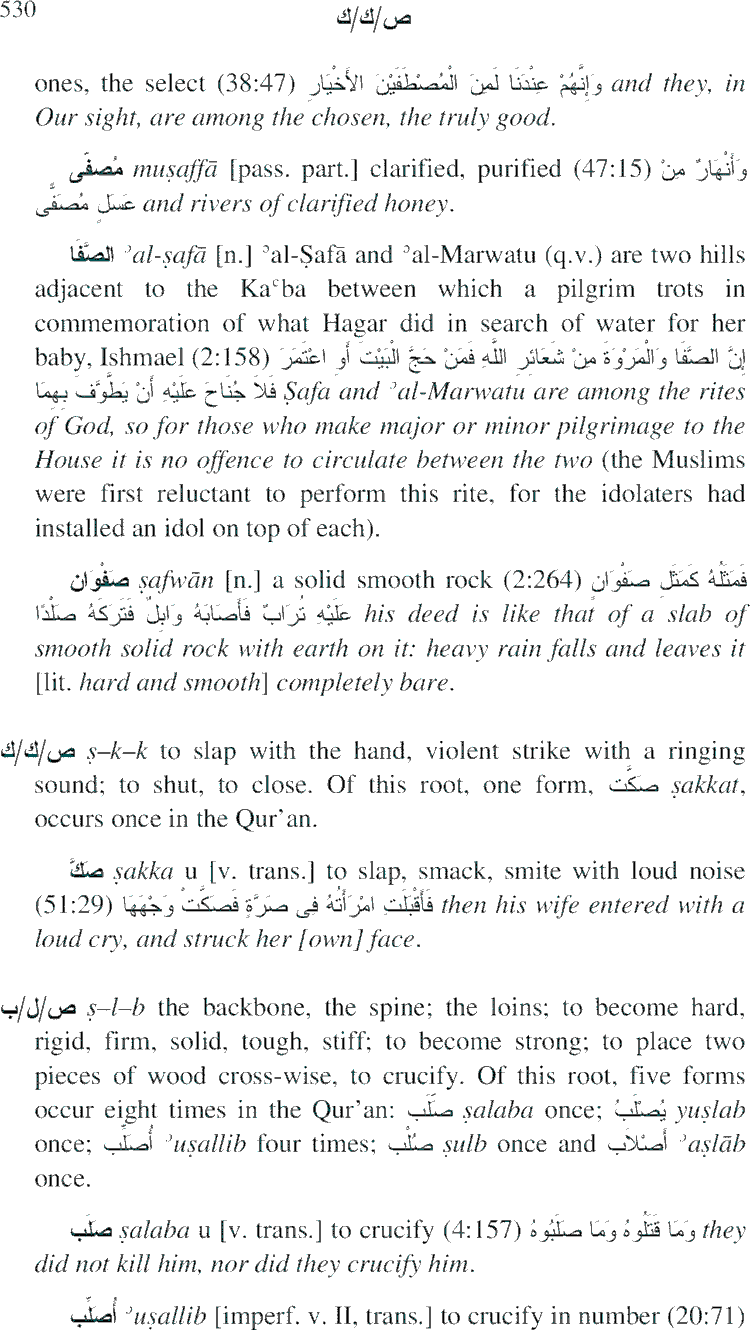 530 ص/ك/ك
ones, the select (38:47) وَإِنَّهُمْ عِنْدَنَا لَمِنَ الْمُصْطَفَيْنَ الأَخْيَارِ and they, in
Our sight, are among the chosen, the truly good.
مُصَفًّى muṣaffā [pass. part.] clarified, purified (47:15) وَأَنْهَارٌ مِنْ
عَسَلٍ مُصَفًّى and rivers of clarified honey.
الصَّفَا ʾal-ṣafā [n.] ʾal-Ṣafā and ʾal-Marwatu (q.v.) are two hills
adjacent to the Kaʿba between which a pilgrim trots in
commemoration of what Hagar did in search of water for her
baby, Ishmael (2:158) إِنَّ الصَّفَا وَالْمَرْوَةَ مِنْ شَعَائِرِ اللَّهِ فَمَنْ حَجَّ الْبَيْتَ أَوِ اعْتَمَرَ
فَلَا جُنَاحَ عَلَيْهِ أَنْ يَطَّوَّفَ بِهِمَا Ṣafa and ʾal-Marwatu are among the rites
of God, so for those who make major or minor pilgrimage to the
House it is no offence to circulate between the two (the Muslims
were first reluctant to perform this rite, for the idolaters had
installed an idol on top of each).
صَفْوَان ṣafwān [n.] a solid smooth rock (2:264) فَمَثَلُهُ كَمَثَلِ صَفْوَانٍ
عَلَيْهِ تُرَابٌ فَأَصَابَهُ وَابِلٌ فَتَرَكَهُ صَلْدًا his deed is like that of a slab of
smooth solid rock with earth on it: heavy rain falls and leaves it
[lit. hard and smooth] completely bare.
ص/ك/ك ṣ–k–k to slap with the hand, violent strike with a ringing
sound; to shut, to close. Of this root, one form, صَكَّت ṣakkat,
occurs once in the Qur’an.
صَكَّ ṣakka u [v. trans.] to slap, smack, smite with loud noise
(51:29) فَأَقْبَلَتِ امْرَأَتُهُ فِى صَرَّةٍ فَصَكَّتْ وَجْهَهَا then his wife entered with a
loud cry, and struck her [own] face.
ص/ل/ب ṣ–l–b the backbone, the spine; the loins; to become hard,
rigid, firm, solid, tough, stiff; to become strong; to place two
pieces of wood cross-wise, to crucify. Of this root, five forms
occur eight times in the Qur’an: صَلَب ṣalaba once; يُصْلَبُ yuṣlab
once; أُصَلِّب ʾuṣallib four times; صُلْب ṣulb once and أَصْلَاب ʾaṣlāb
once.
صَلَب ṣalaba u [v. trans.] to crucify (4:157) وَمَا قَتَلُوهُ وَمَا صَلَبُوهُ they
did not kill him, nor did they crucify him.
أُصَلِّب ʾuṣallib [imperf. v. II, trans.] to crucify in number (20:71)